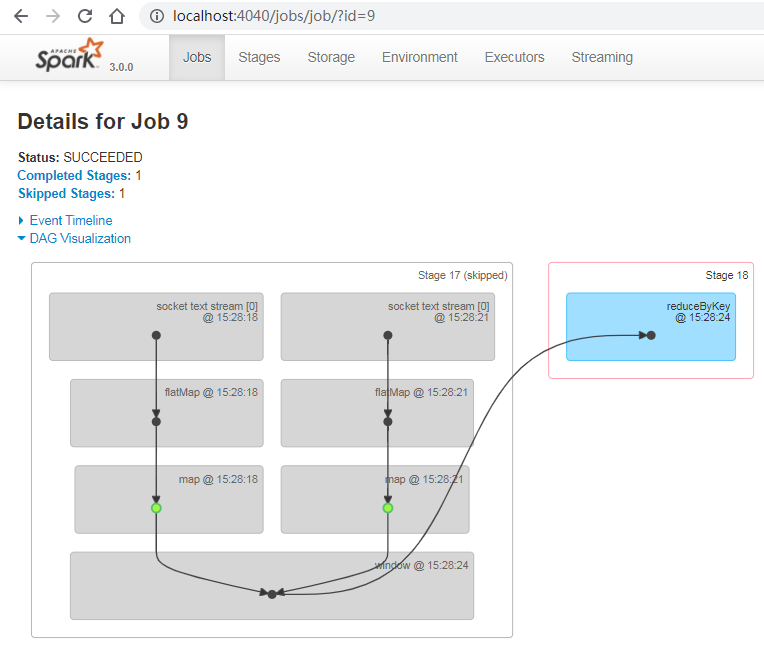 localhost:4040/jobs/job/?id=9
APACHE
Spark 3.0.0
Jobs Stages Storage Environment Executors Streaming
Details for Job 9
Status: SUCCEEDED
Completed Stages: 1
Skipped Stages: 1
Event Timeline
DAG Visualization
Stage 17 (skipped)
socket text stream [0]
@ 15:28:18
socket text stream [0]
@ 15:28:21
flatMap @ 15:28:18
flatMap @ 15:28:21
map @ 15:28:18
map @ 15:28:21
window @ 15:28:24
Stage 18
reduceByKey
@ 15:28:24